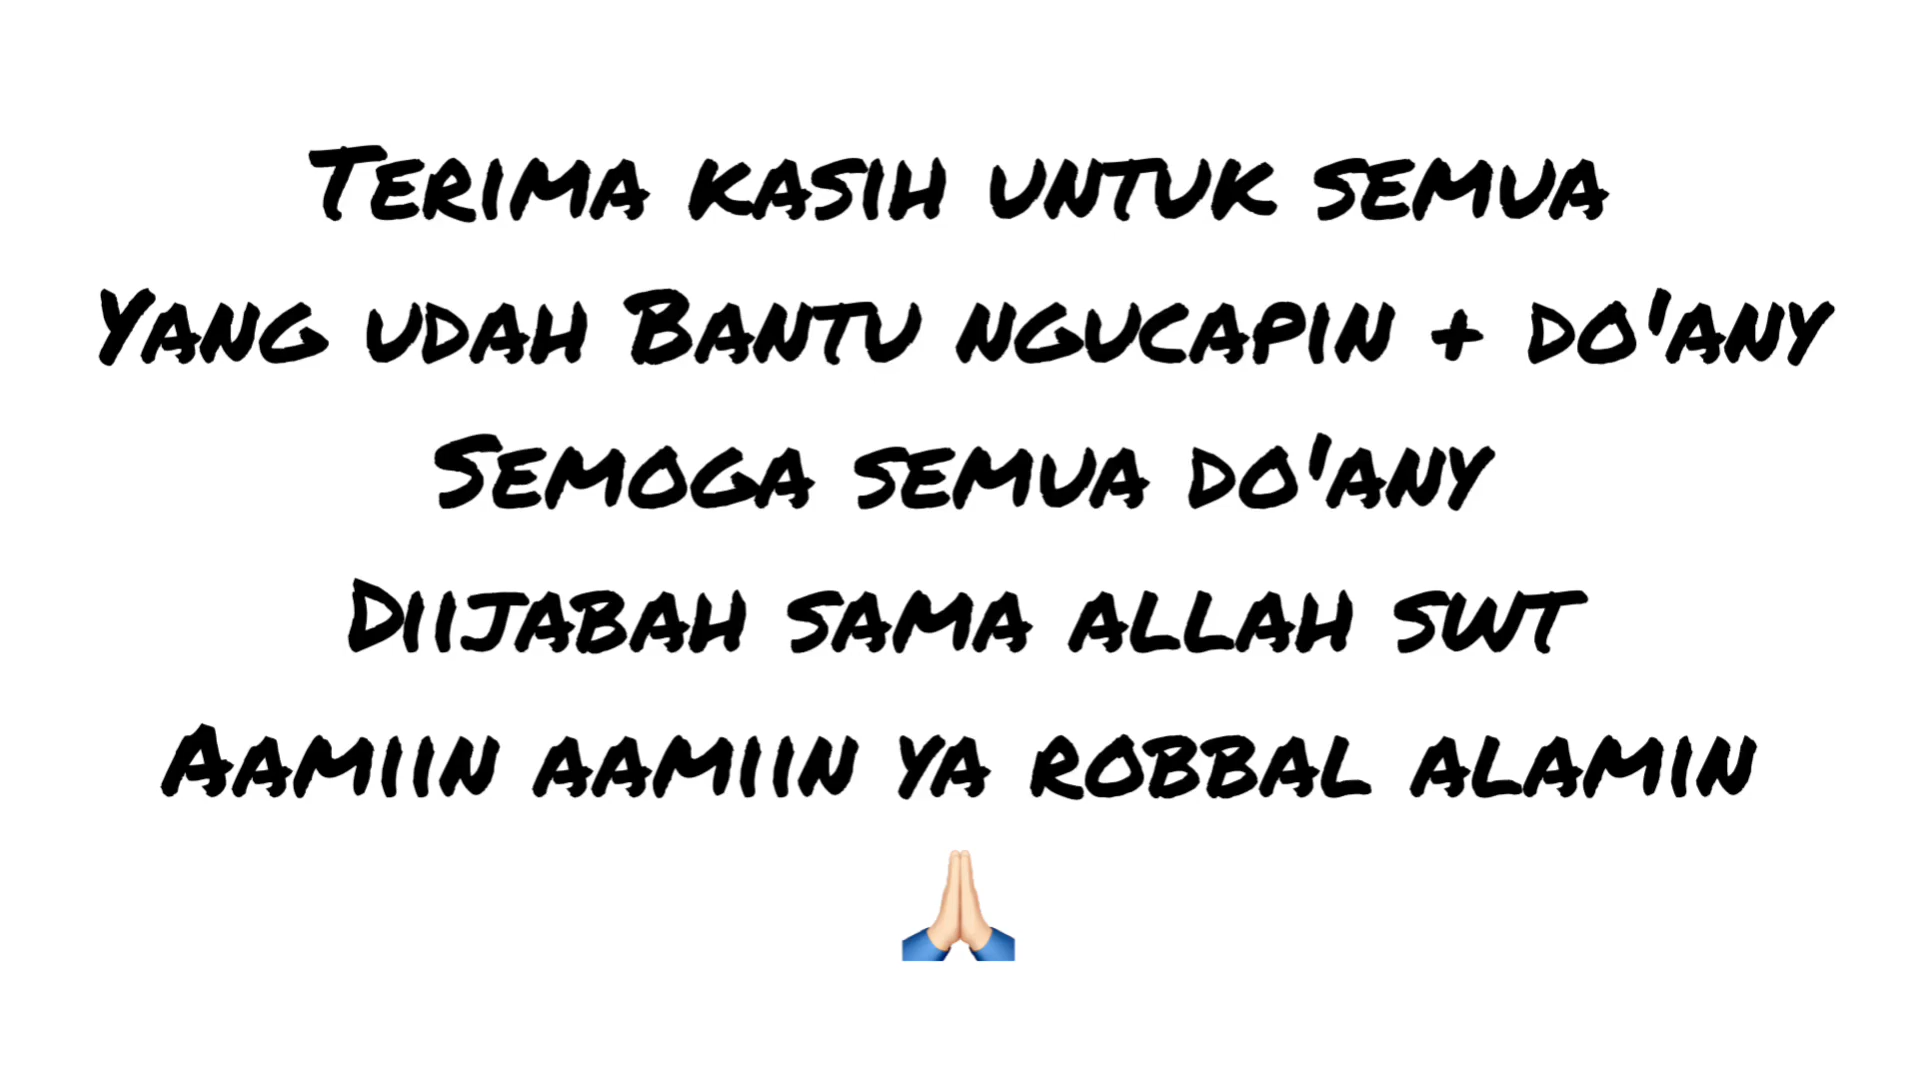 Terima kasih untuk semua
Yang udah Bantu ngucapin + do'any
Semoga semua do'any
Diijabah sama allah swt
Aamiin aamiin ya robbal alamin
🙏🏻